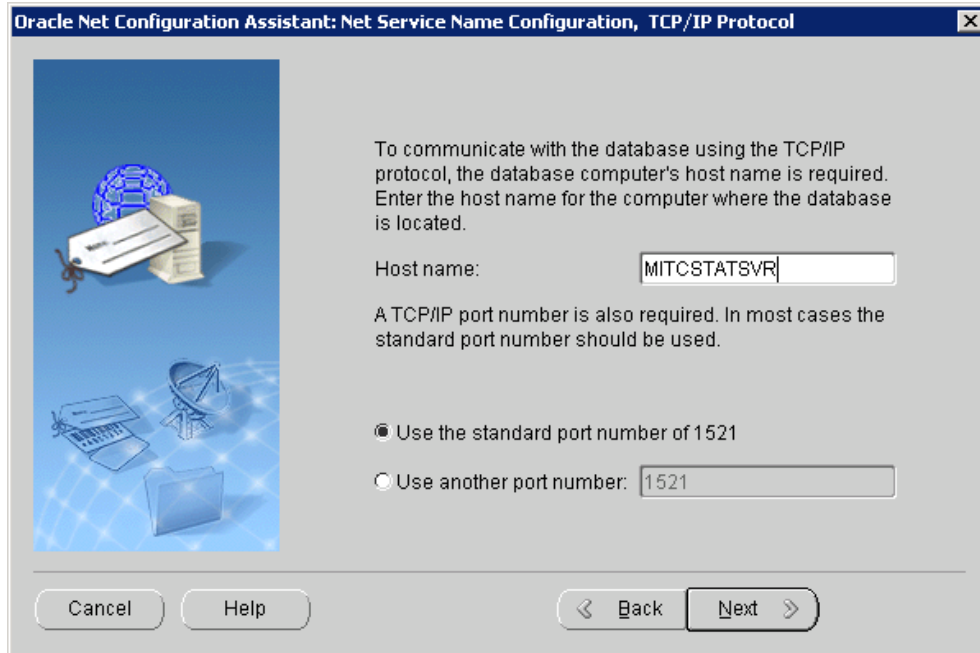 Oracle Net Configuration Assistant: Net Service Name Configuration, TCP/IP Protocol
To communicate with the database using the TCP/IP
protocol, the database computer's host name is required.
Enter the host name for the computer where the database
is located.
Host name: MITCSTATSVR
A TCP/IP port number is also required. In most cases the
standard port number should be used.
Use the standard port number of 1521
Use another port number: 1521
Cancel Help Back Next